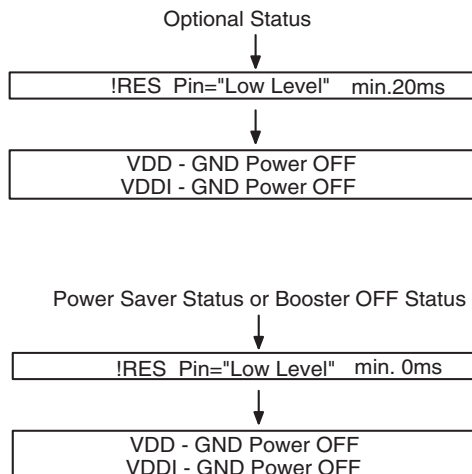 Optional Status
!RES Pin="Low Level" min.20ms
VDD - GND Power OFF
VDDI - GND Power OFF
Power Saver Status or Booster OFF Status
!RES Pin="Low Level" min. 0ms
VDD - GND Power OFF
VDDI - GND Power OFF